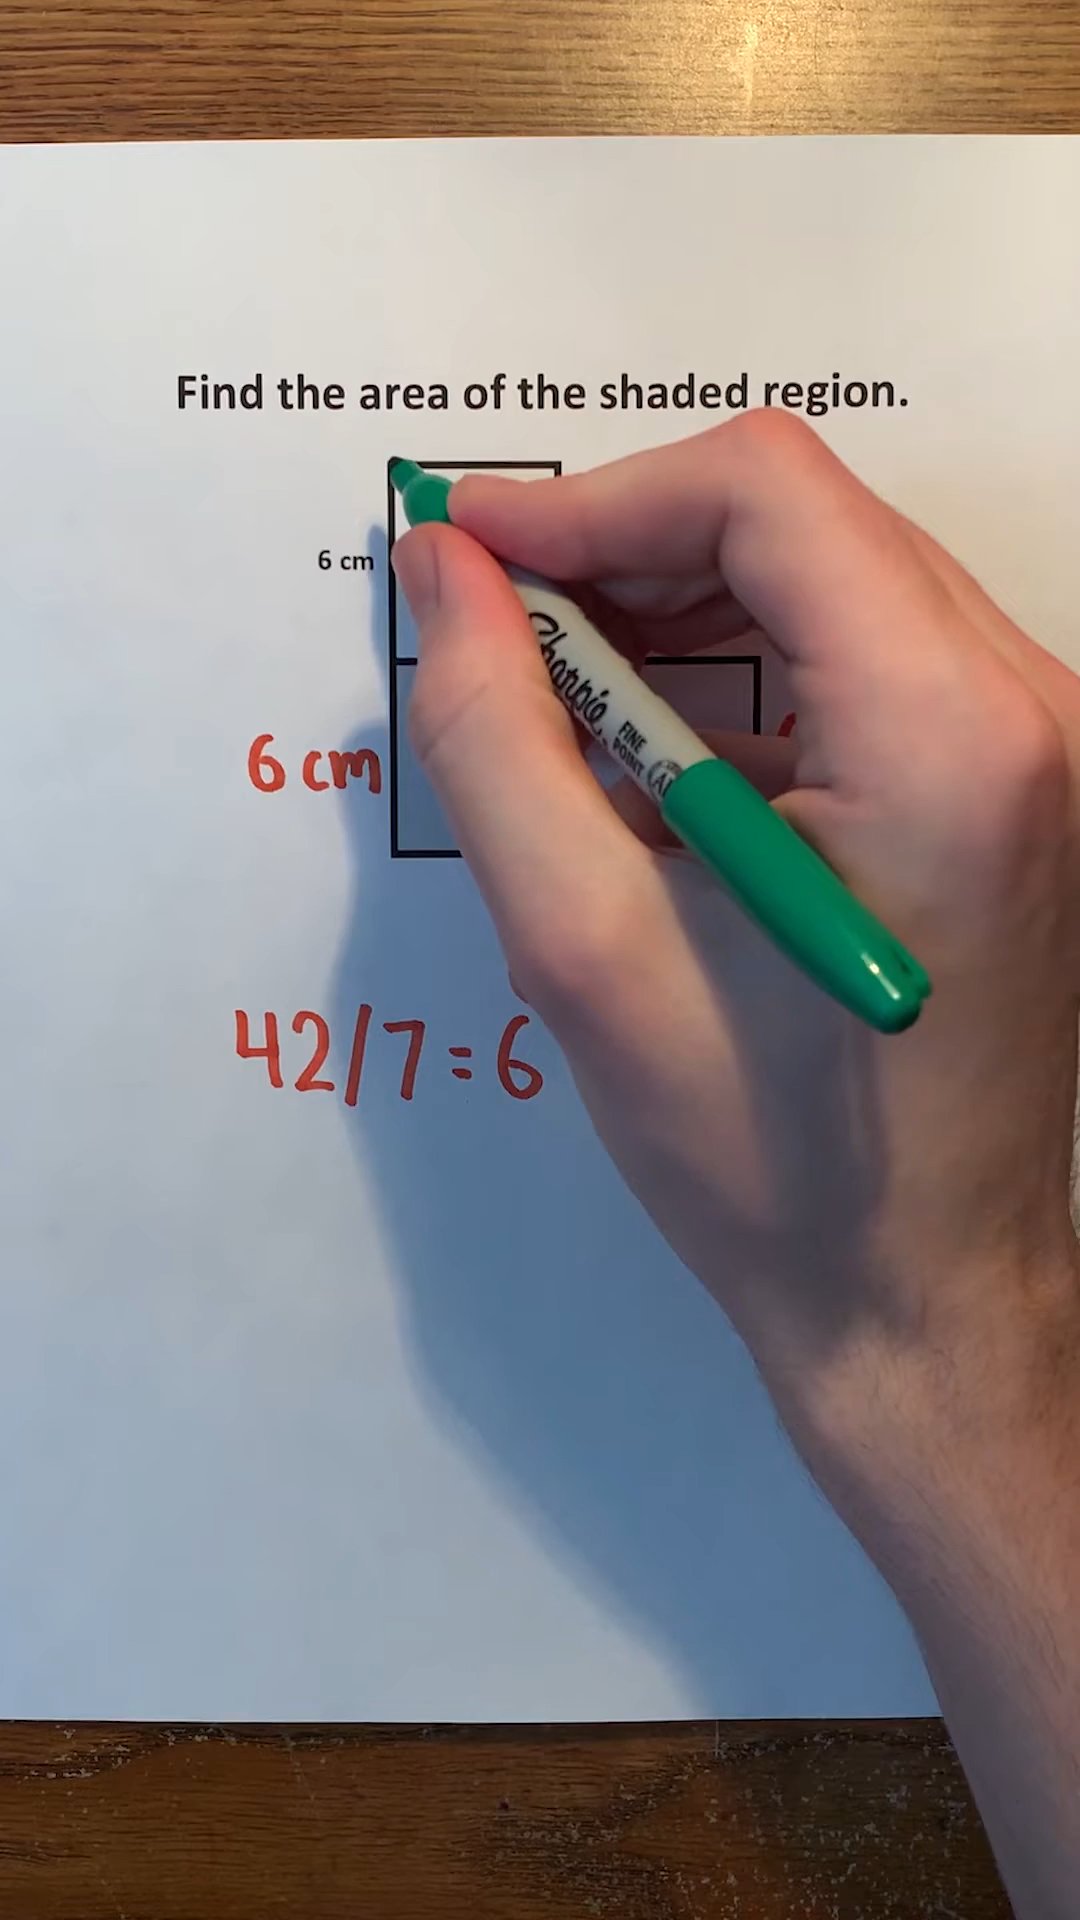 Find the area of the shaded region.
6 cm
Sharpie
FINE
POINT
6 cm
42/7=6